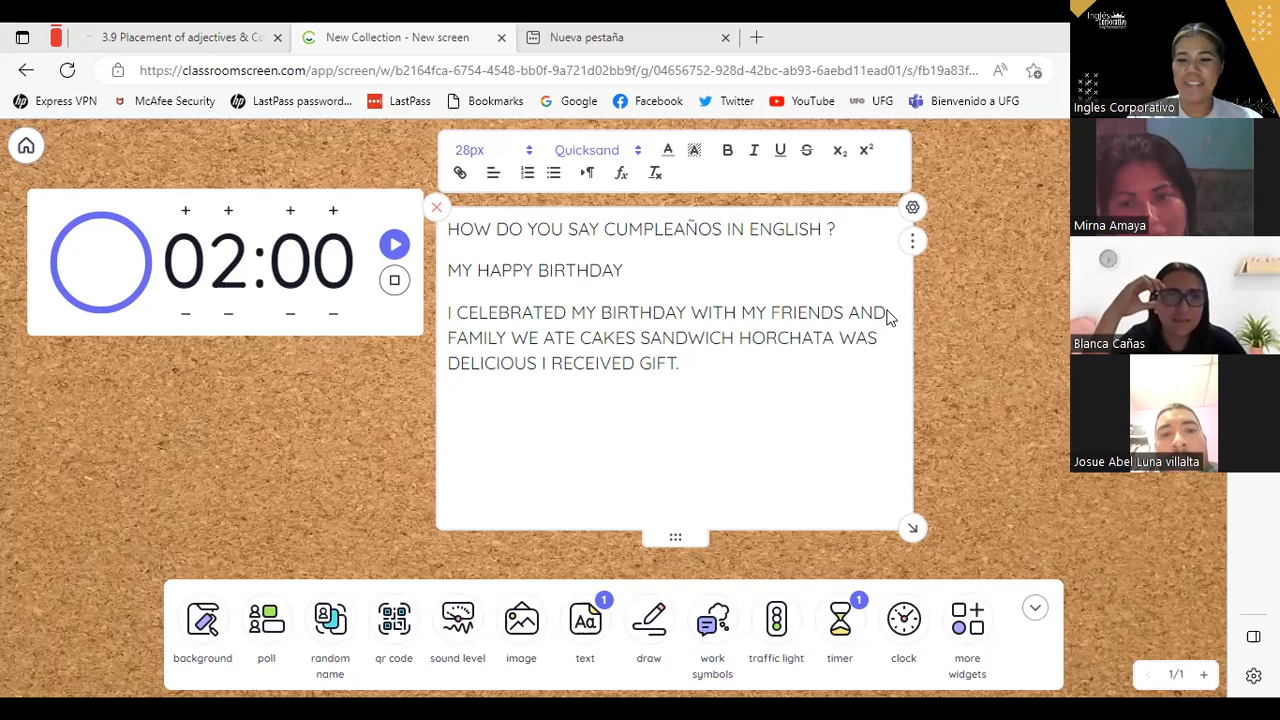 3.9 Placement of adjectives & Co
New Collection - New screen
Nueva pestaña
https://classroomscreen.com/app/screen/w/b2164fca-6754-4548-bb0f-9a721d02bb9f/g/04656752-928d-42bc-ab93-6aebd11ead01/s/fb19a83f...
Express VPN
McAfee Security
LastPass password...
LastPass
Bookmarks
Google
Facebook
Twitter
YouTube
UFG
UFG
Bienvenido a UFG
28px
Quicksand
02:00
HOW DO YOU SAY CUMPLEAÑOS IN ENGLISH ?
MY HAPPY BIRTHDAY
I CELEBRATED MY BIRTHDAY WITH MY FRIENDS AND
FAMILY WE ATE CAKES SANDWICH HORCHATA WAS
DELICIOUS I RECEIVED GIFT.
background
poll
random
name
qr code
sound level
image
1
text
draw
work
symbols
traffic light
1
timer
clock
more
widgets
1/1
Inglés
Corporativo
Ingles Corporativo
Mirna Amaya
Blanca Cañas
Josue Abel Luna villalta